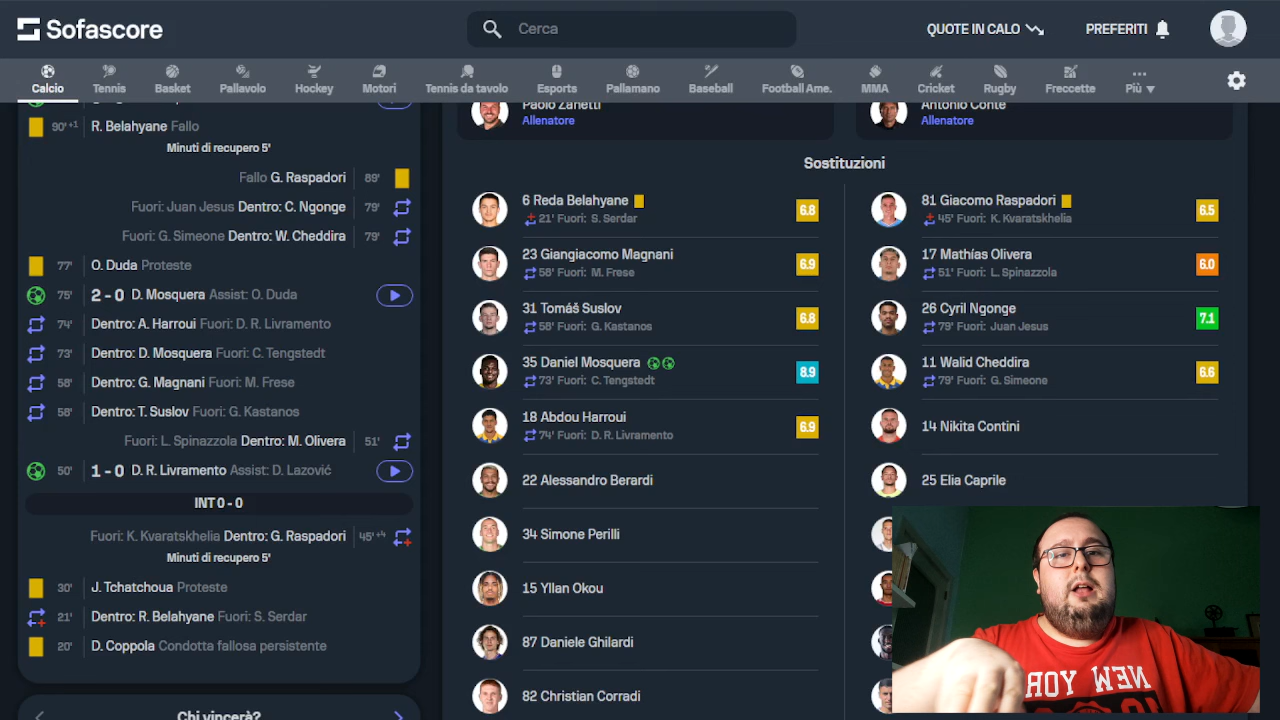 Sofascore
Cerca
QUOTE IN CALO
PREFERITI
Calcio
Tennis
Basket
Pallavolo
Hockey
Motori
Tennis da tavolo
Esports
Pallamano
Baseball
Football Ame.
MMA
Cricket
Rugby
Freccette
Più
90'+1 R. Belahyane Fallo
Minuti di recupero 5'
Fallo G. Raspadori 89'
Fuori: Juan Jesus Dentro: C. Ngonge 79'
Fuori: G. Simeone Dentro: W. Cheddira 79'
77' O. Duda Proteste
75' 2 - 0 D. Mosquera Assist: O. Duda
74' Dentro: A. Harroui Fuori: D. R. Livramento
73' Dentro: D. Mosquera Fuori: C. Tengstedt
58' Dentro: G. Magnani Fuori: M. Frese
58' Dentro: T. Suslov Fuori: G. Kastanos
Fuori: L. Spinazzola Dentro: M. Olivera 51'
50' 1 - 0 D. R. Livramento Assist: D. Lazović
INT 0 - 0
Fuori: K. Kvaratskhelia Dentro: G. Raspadori 45'+4
Minuti di recupero 5'
30' J. Tchatchoua Proteste
21' Dentro: R. Belahyane Fuori: S. Serdar
20' D. Coppola Condotta fallosa persistente
Chi vincerà?
Paolo Zanetti
Allenatore
Antonio Conte
Allenatore
Sostituzioni
6 Reda Belahyane
21' Fuori: S. Serdar
6.8
23 Giangiacomo Magnani
58' Fuori: M. Frese
6.9
31 Tomáš Suslov
58' Fuori: G. Kastanos
6.8
35 Daniel Mosquera
73' Fuori: C. Tengstedt
8.9
18 Abdou Harroui
74' Fuori: D. R. Livramento
6.9
22 Alessandro Berardi
34 Simone Perilli
15 Yllan Okou
87 Daniele Ghilardi
82 Christian Corradi
81 Giacomo Raspadori
45' Fuori: K. Kvaratskhelia
6.5
17 Mathías Olivera
51' Fuori: L. Spinazzola
6.0
26 Cyril Ngonge
79' Fuori: Juan Jesus
7.1
11 Walid Cheddira
79' Fuori: G. Simeone
6.6
14 Nikita Contini
25 Elia Caprile
NEW YOR